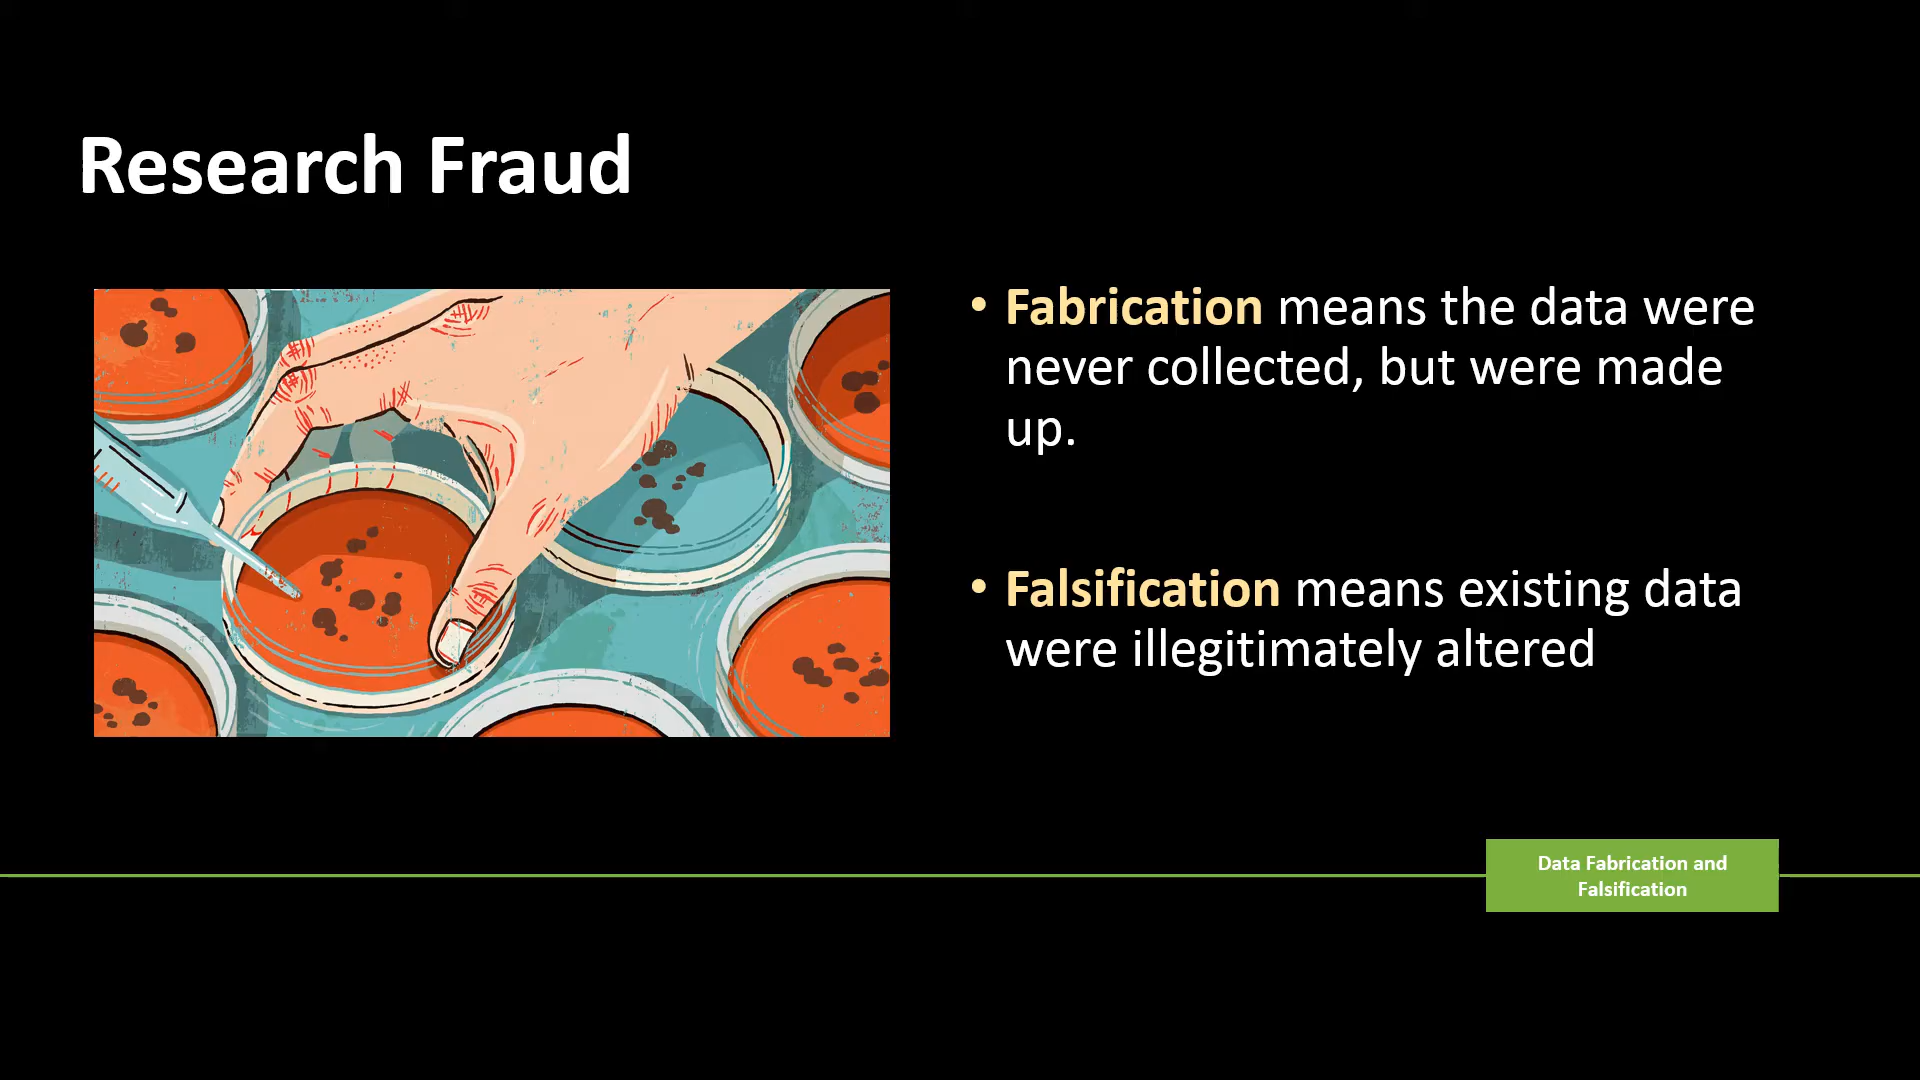 Research Fraud
• Fabrication means the data were
never collected, but were made
up.
• Falsification means existing data
were illegitimately altered
Data Fabrication and
Falsification